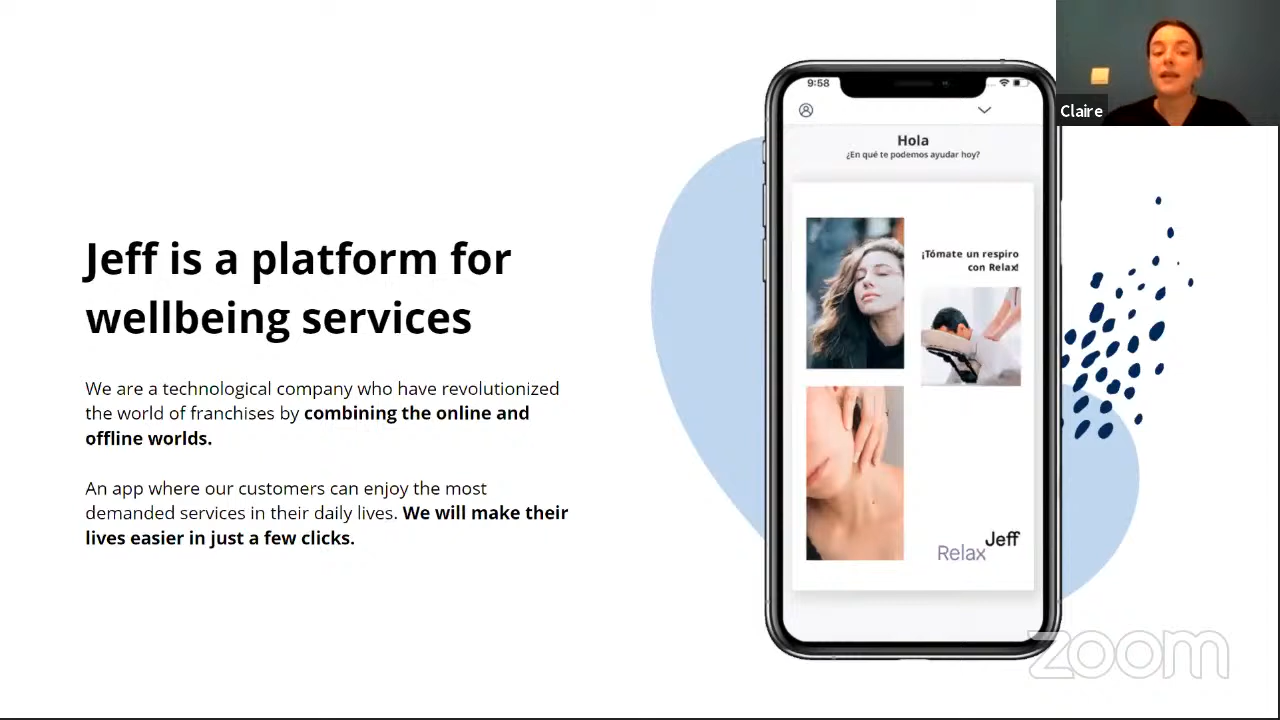 Jeff is a platform for
wellbeing services
We are a technological company who have revolutionized
the world of franchises by combining the online and
offline worlds.
An app where our customers can enjoy the most
demanded services in their daily lives. We will make their
lives easier in just a few clicks.
9:58
Hola
¿En qué te podemos ayudar hoy?
¡Tómate un respiro
con Relax!
Jeff
Relax
Claire
zoom